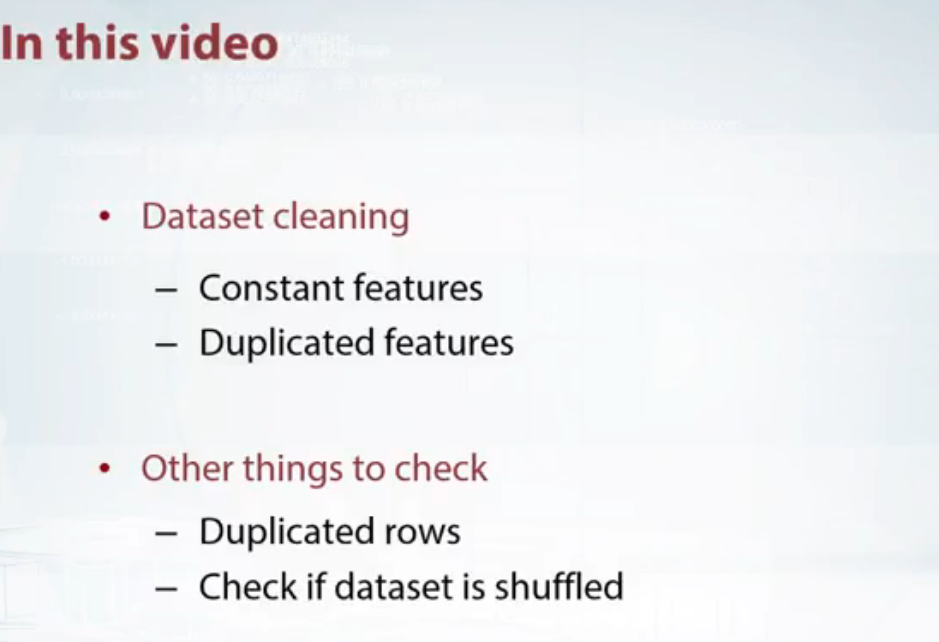 In this video
• Dataset cleaning
– Constant features
– Duplicated features
• Other things to check
– Duplicated rows
– Check if dataset is shuffled